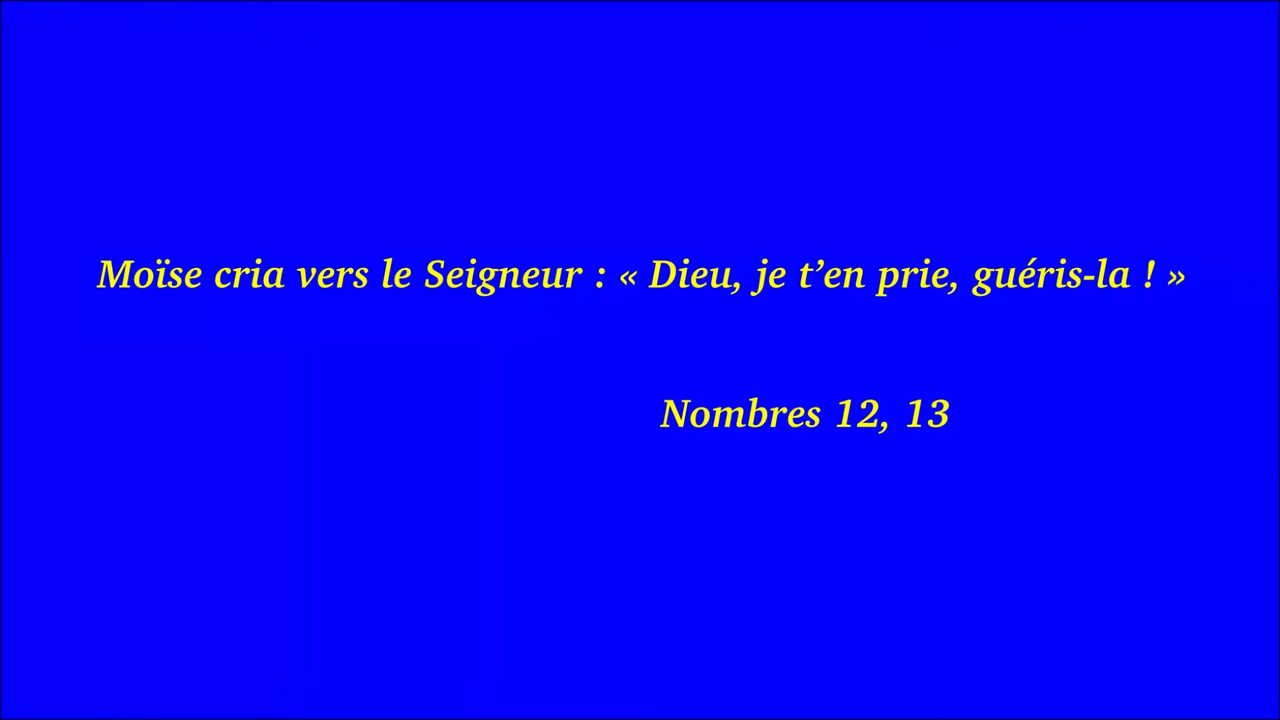 Moïse cria vers le Seigneur : « Dieu, je t’en prie, guéris-la ! »
Nombres 12, 13